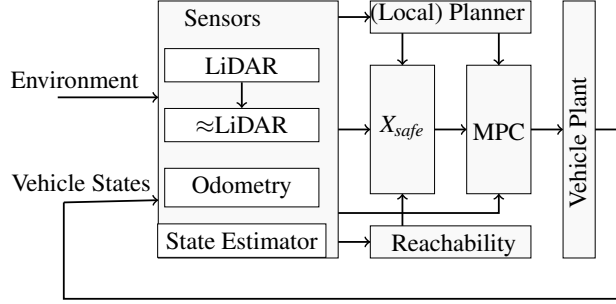 Sensors
(Local) Planner
LiDAR
Environment
≈LiDAR
X_safe
MPC
Vehicle Plant
Vehicle States
Odometry
State Estimator
Reachability